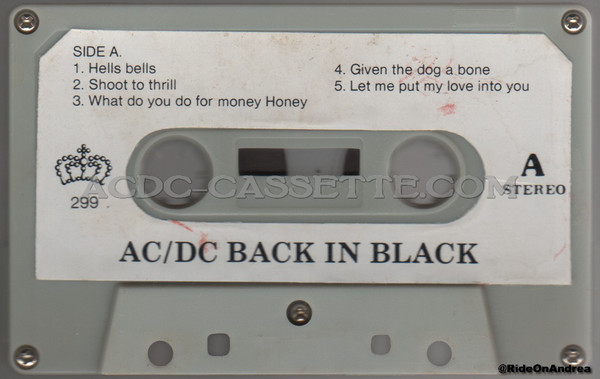 SIDE A.
1. Hells bells
2. Shoot to thrill
3. What do you do for money Honey
4. Given the dog a bone
5. Let me put my love into you
299
ACDC-CASSETTE.COM
A
STEREO
AC/DC BACK IN BLACK
@RideOnAndrea